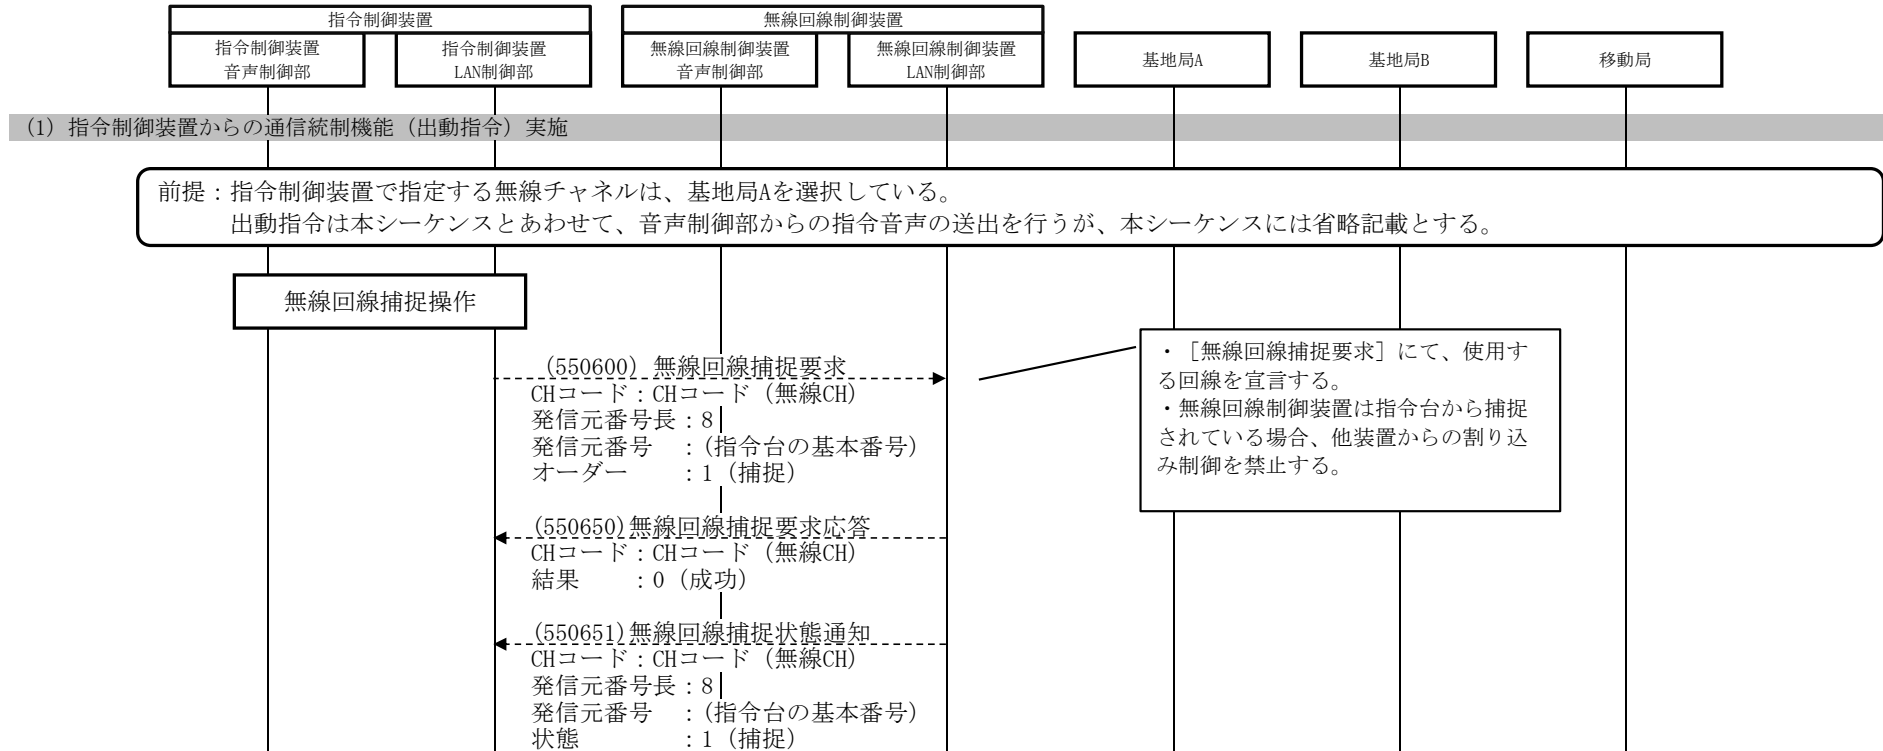 指令制御装置
無線回線制御装置
指令制御装置
音声制御部
指令制御装置
LAN制御部
無線回線制御装置
音声制御部
無線回線制御装置
LAN制御部
基地局A
基地局B
移動局
(1) 指令制御装置からの通信統制機能（出動指令）実施
前提：指令制御装置で指定する無線チャネルは、基地局Aを選択している。
出動指令は本シーケンスとあわせて、音声制御部からの指令音声の送出を行うが、本シーケンスには省略記載とする。
無線回線捕捉操作
(550600) 無線回線捕捉要求
CHコード：CHコード（無線CH）
発信元番号長：8
発信元番号　：(指令台の基本番号)
オーダー　　：1（捕捉）
・［無線回線捕捉要求］にて、使用す
る回線を宣言する。
・無線回線制御装置は指令台から捕捉
されている場合、他装置からの割り込
み制御を禁止する。
(550650)無線回線捕捉要求応答
CHコード：CHコード（無線CH）
結果　　：0（成功）
(550651)無線回線捕捉状態通知
CHコード：CHコード（無線CH）
発信元番号長：8
発信元番号　：(指令台の基本番号)
状態　　　　：1（捕捉）